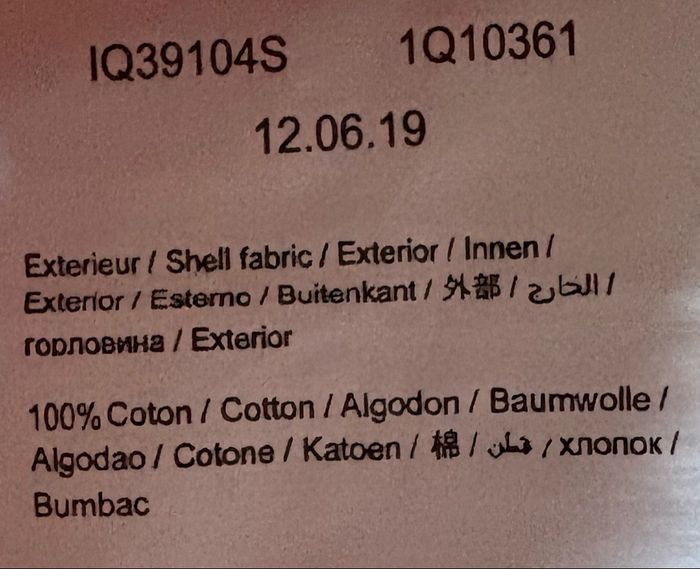 IQ39104S 1Q10361
12.06.19
Exterieur / Shell fabric / Exterior / Innen /
Exterior / Esterno / Buitenkant / 外部 / الخارج /
горловина / Exterior
100% Coton / Cotton / Algodon / Baumwolle /
Algodao / Cotone / Katoen / 棉 / قطن / хлопок /
Bumbac